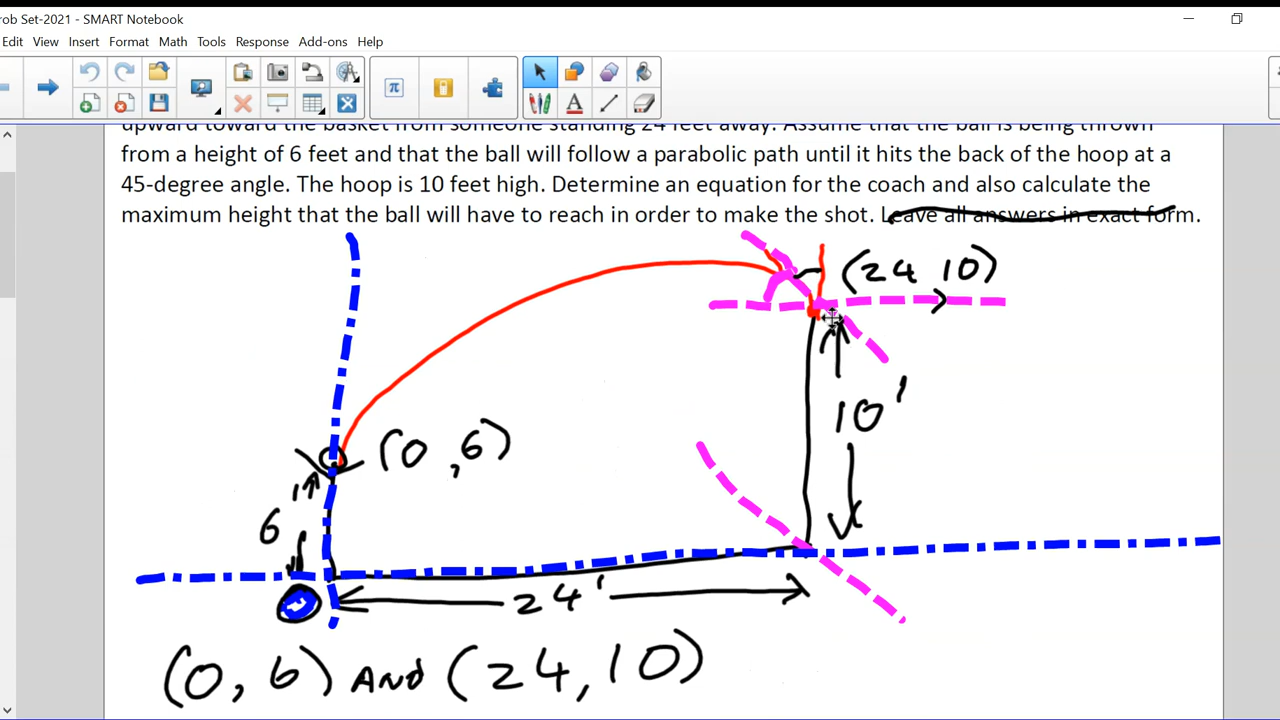 rob Set-2021 - SMART Notebook
Edit View Insert Format Math Tools Response Add-ons Help
upward toward the basket from someone standing 24 feet away. Assume that the ball is being thrown
from a height of 6 feet and that the ball will follow a parabolic path until it hits the back of the hoop at a
45-degree angle. The hoop is 10 feet high. Determine an equation for the coach and also calculate the
maximum height that the ball will have to reach in order to make the shot. Leave all answers in exact form.
(24 10)
10'
(0,6)
6'
24'
(0, 6) AND (24, 10)